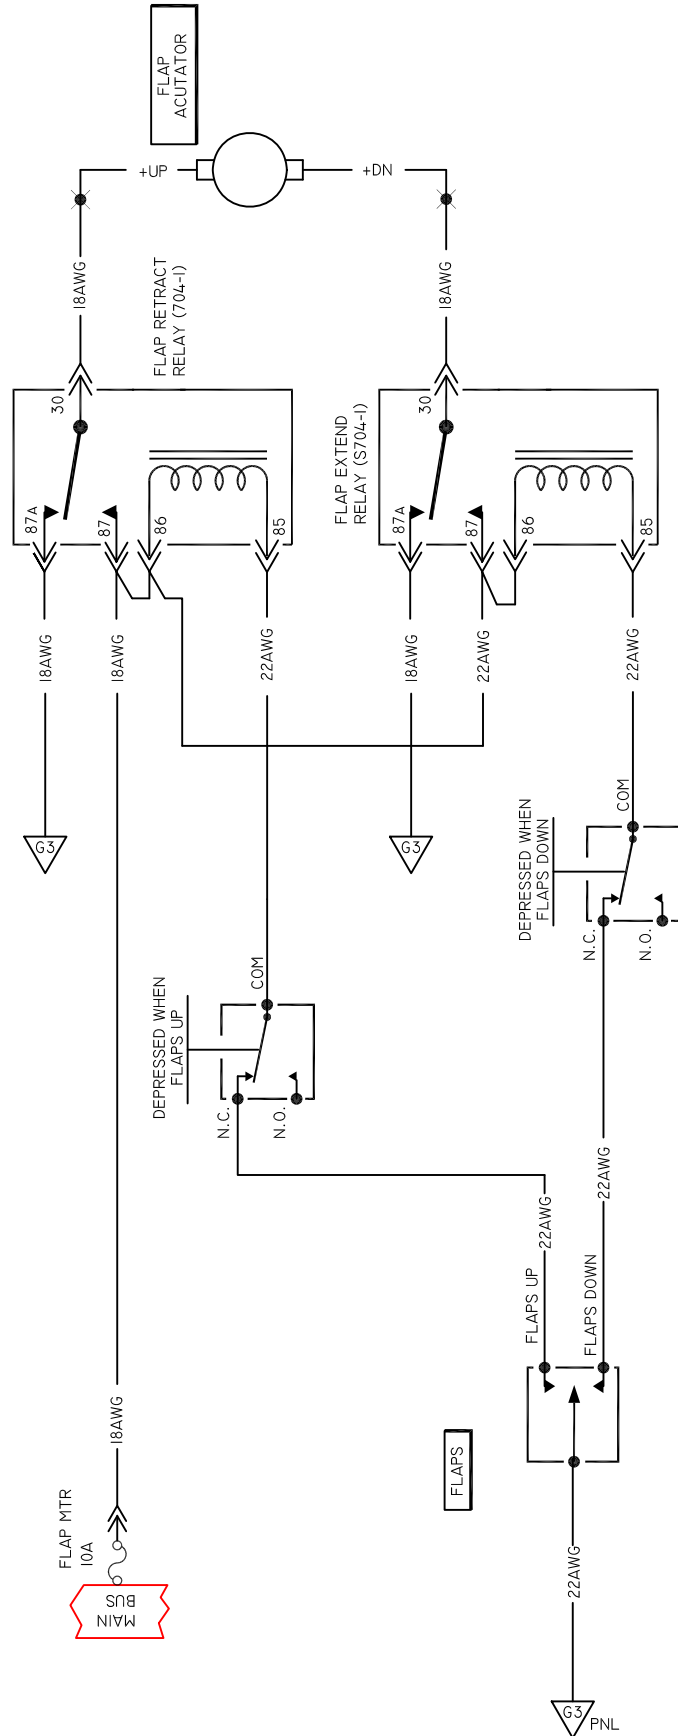 FLAP
ACUTATOR
+UP
+DN
18AWG
18AWG
FLAP RETRACT
RELAY (704-1)
30
87A
87
86
85
FLAP EXTEND
RELAY (S704-1)
30
87A
87
86
85
18AWG
18AWG
22AWG
18AWG
22AWG
22AWG
G3
G3
DEPRESSED WHEN
FLAPS DOWN
COM
N.C.
N.O.
DEPRESSED WHEN
FLAPS UP
COM
N.C.
N.O.
22AWG
22AWG
FLAPS UP
FLAPS DOWN
FLAPS
18AWG
FLAP MTR
10A
MAIN
BUS
22AWG
G3
PNL